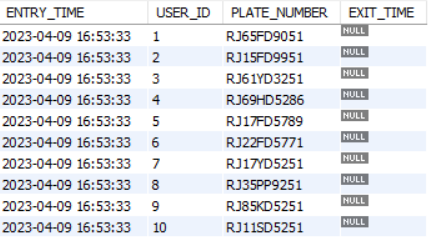 ENTRY_TIME USER_ID PLATE_NUMBER EXIT_TIME
2023-04-09 16:53:33 1 RJ65FD9051 NULL
2023-04-09 16:53:33 2 RJ15FD9951 NULL
2023-04-09 16:53:33 3 RJ61YD3251 NULL
2023-04-09 16:53:33 4 RJ69HD5286 NULL
2023-04-09 16:53:33 5 RJ17FD5789 NULL
2023-04-09 16:53:33 6 RJ22FD5771 NULL
2023-04-09 16:53:33 7 RJ17YD5251 NULL
2023-04-09 16:53:33 8 RJ35PP9251 NULL
2023-04-09 16:53:33 9 RJ85KD5251 NULL
2023-04-09 16:53:33 10 RJ11SD5251 NULL